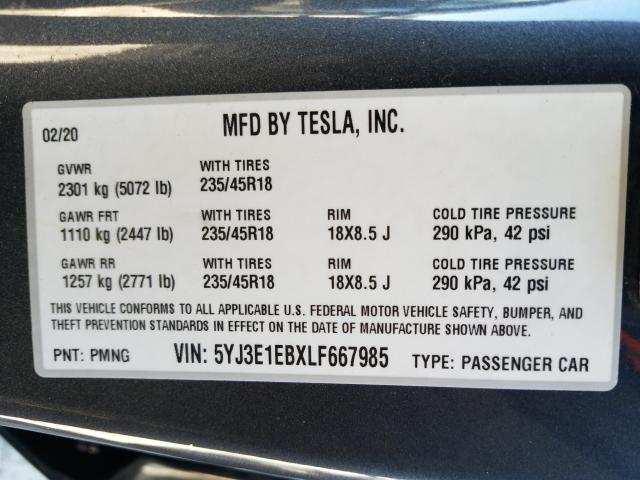 02/20 MFD BY TESLA, INC.
GVWR WITH TIRES
2301 kg (5072 lb) 235/45R18
GAWR FRT WITH TIRES RIM COLD TIRE PRESSURE
1110 kg (2447 lb) 235/45R18 18X8.5 J 290 kPa, 42 psi
GAWR RR WITH TIRES RIM COLD TIRE PRESSURE
1257 kg (2771 lb) 235/45R18 18X8.5 J 290 kPa, 42 psi
THIS VEHICLE CONFORMS TO ALL APPLICABLE U.S. FEDERAL MOTOR VEHICLE SAFETY, BUMPER, AND
THEFT PREVENTION STANDARDS IN EFFECT ON THE DATE OF MANUFACTURE SHOWN ABOVE.
PNT: PMNG VIN: 5YJ3E1EBXLF667985 TYPE: PASSENGER CAR